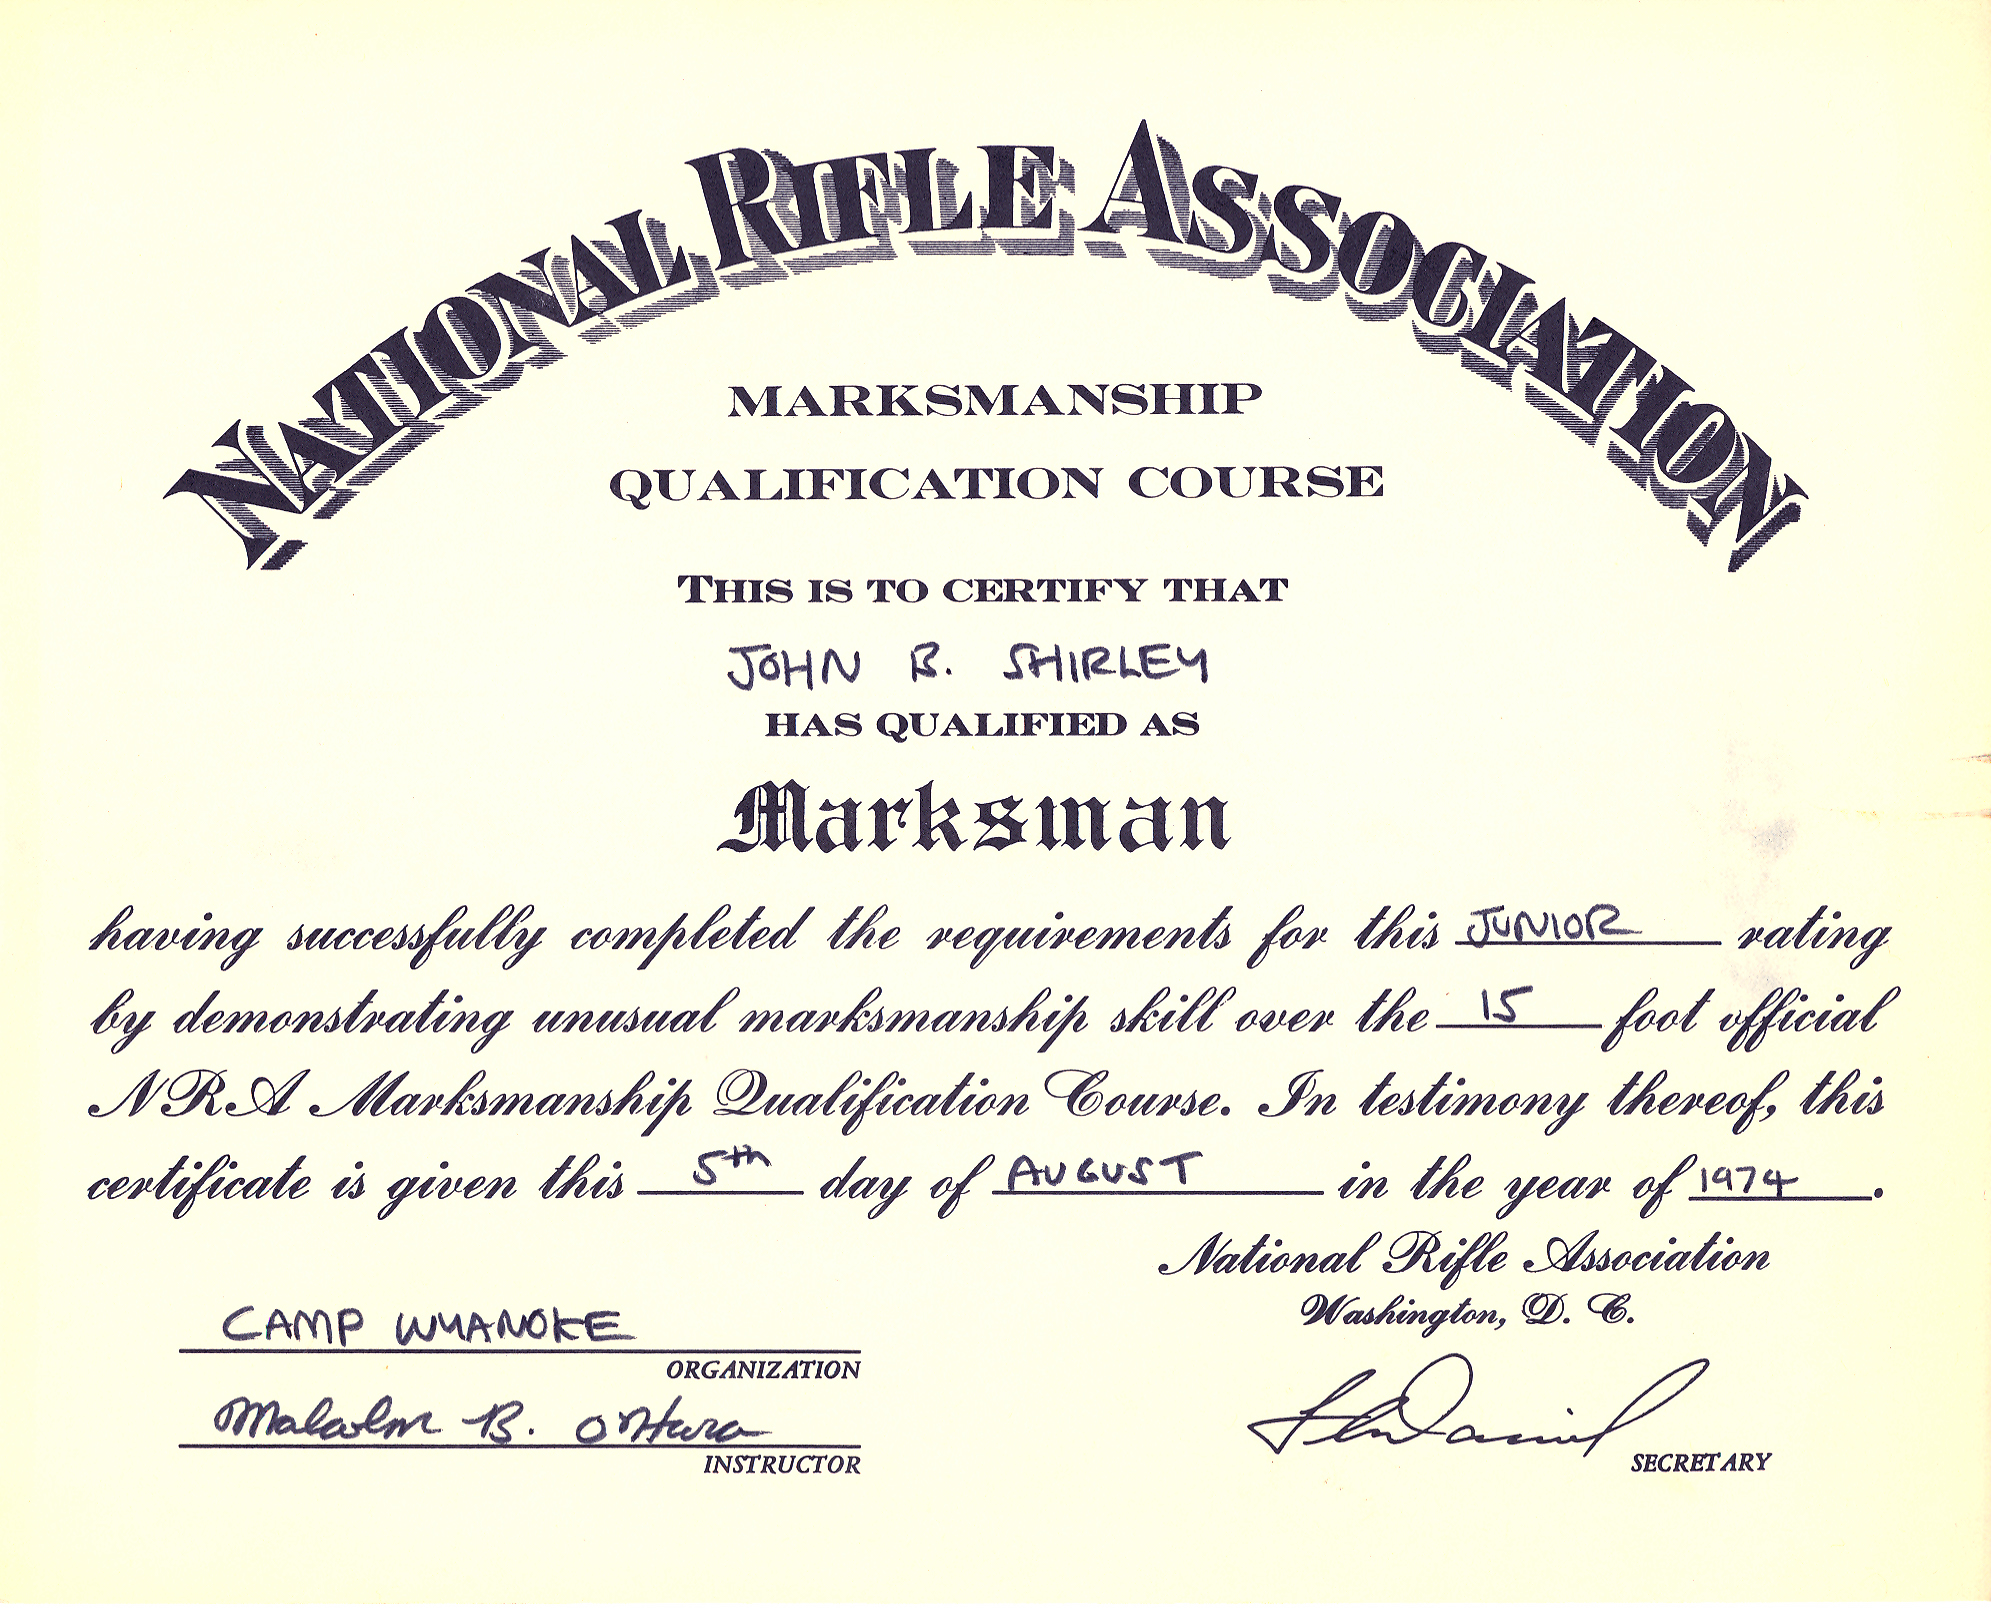 NATIONAL RIFLE ASSOCIATION
MARKSMANSHIP
QUALIFICATION COURSE
THIS IS TO CERTIFY THAT
JOHN B. SHIRLEY
HAS QUALIFIED AS
Marksman
having successfully completed the requirements for this JUNIOR rating
by demonstrating unusual marksmanship skill over the 15 foot official
NRA Marksmanship Qualification Course. In testimony thereof, this
certificate is given this 5th day of AUGUST in the year of 1974.
National Rifle Association
Washington, D. C.
CAMP WYANOKE
ORGANIZATION
Malcolm B. O'Hara
INSTRUCTOR
SECRETARY